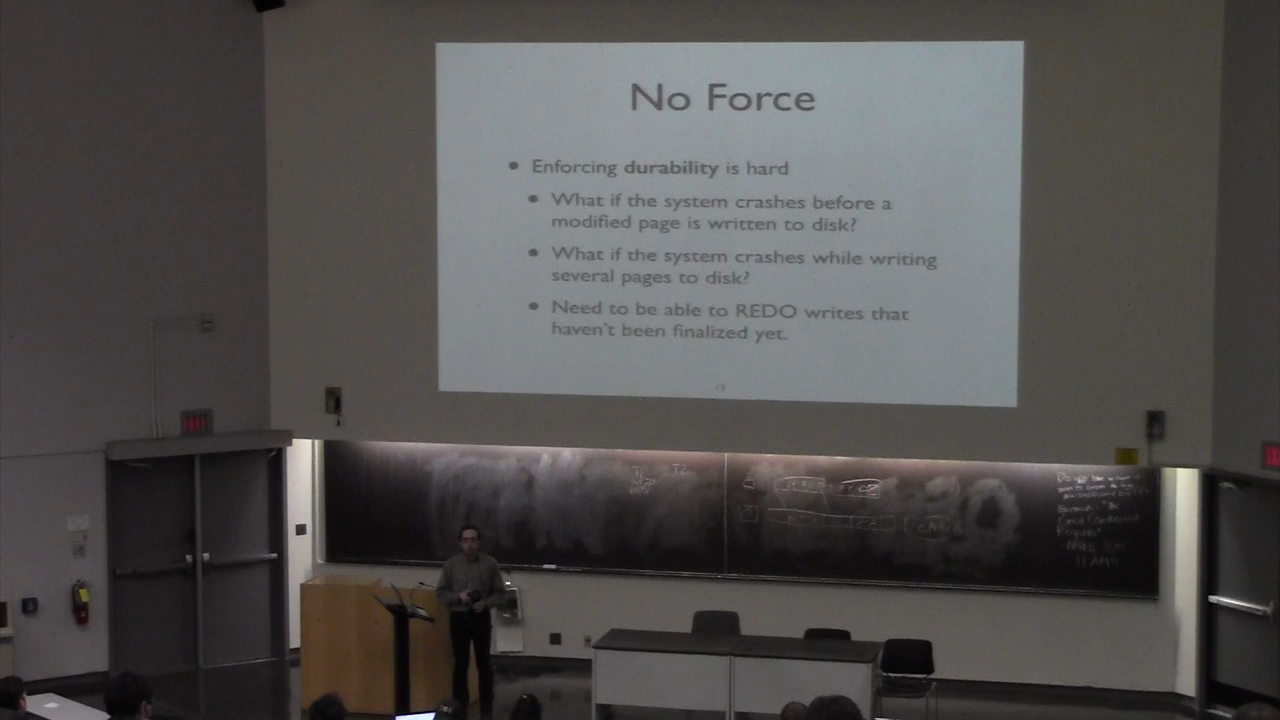 No Force
• Enforcing durability is hard
• What if the system crashes before a
modified page is written to disk?
• What if the system crashes while writing
several pages to disk?
• Need to be able to REDO writes that
haven't been finalized yet.
T2